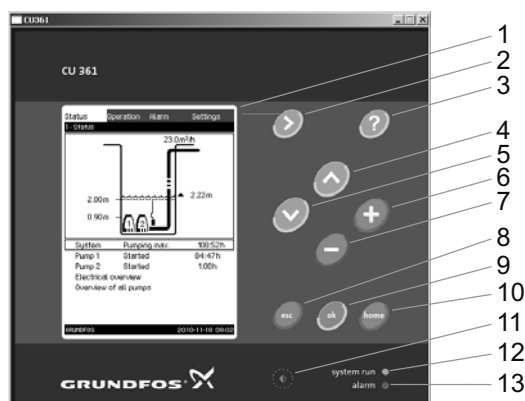 CU361
CU 361
Status Operation Alarm Settings
1 - Status
23.0m³/h
2.00m
2.22m
0.90m
1 2
System Pumping max. 108:52h
Pump 1 Started 04:47h
Pump 2 Started 1:00h
Electrical overview
Overview of all pumps
GRUNDFOS 2010-11-18 08:02
GRUNDFOS
>
?
+
−
esc
ok
home
system run
alarm
1
2
3
4
5
6
7
8
9
10
11
12
13